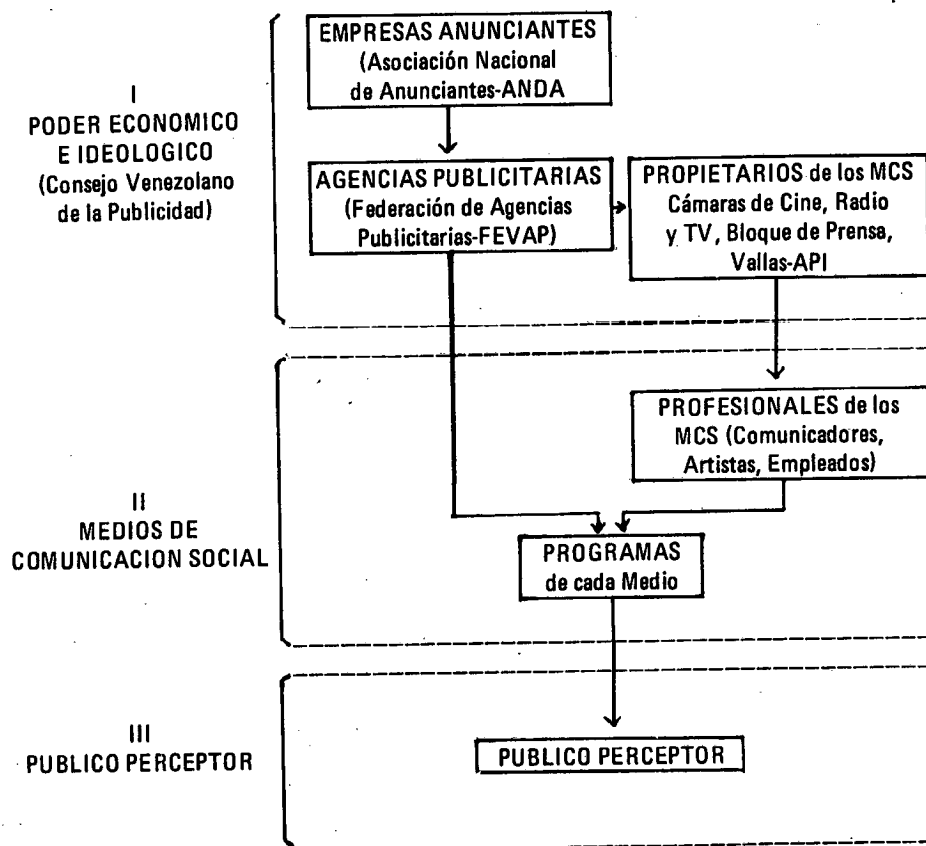 EMPRESAS ANUNCIANTES
(Asociación Nacional
de Anunciantes-ANDA
I
PODER ECONOMICO
E IDEOLOGICO
(Consejo Venezolano
de la Publicidad)
AGENCIAS PUBLICITARIAS
(Federación de Agencias
Publicitarias-FEVAP)
PROPIETARIOS de los MCS
Cámaras de Cine, Radio
y TV, Bloque de Prensa,
Vallas-API
PROFESIONALES de los
MCS (Comunicadores,
Artistas, Empleados)
II
MEDIOS DE
COMUNICACION SOCIAL
PROGRAMAS
de cada Medio
III
PUBLICO PERCEPTOR
PUBLICO PERCEPTOR